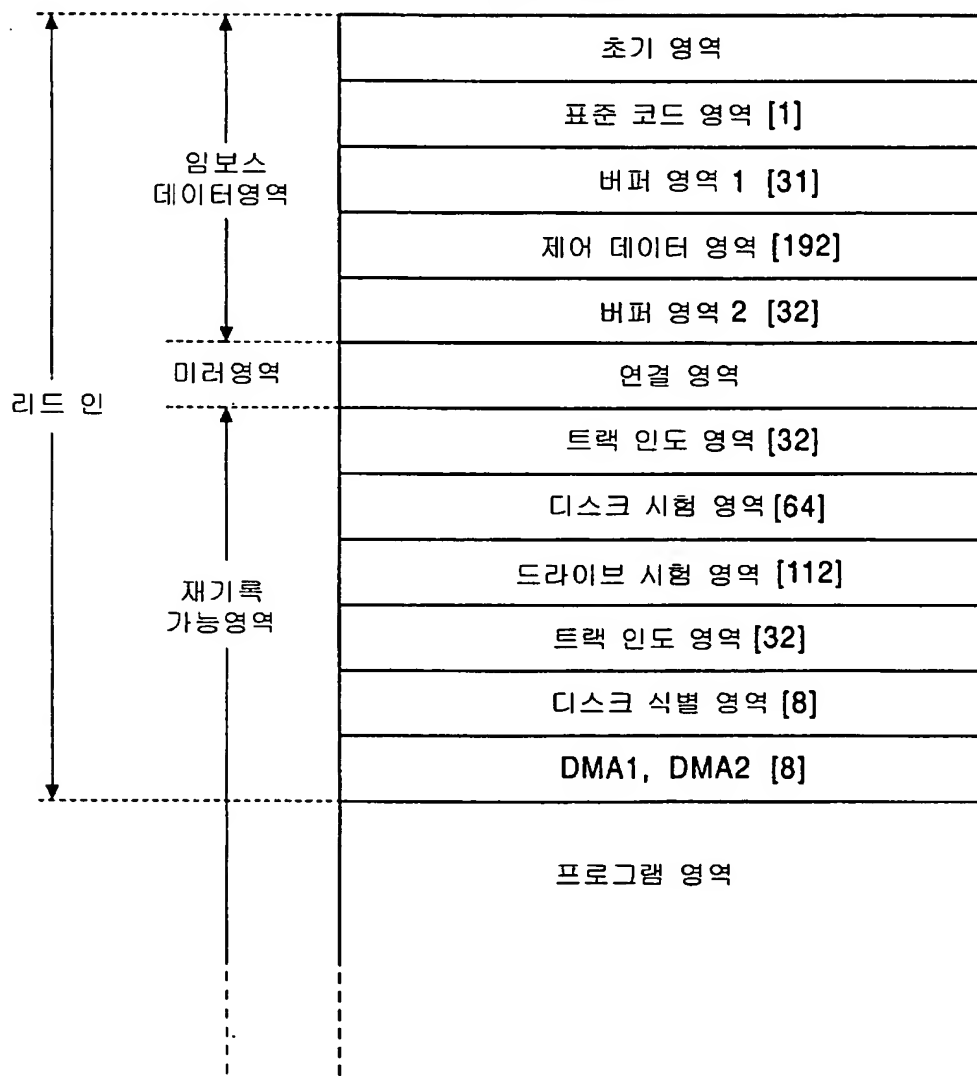 초기 영역
표준 코드 영역 [1]
임보스
데이터영역
버퍼 영역 1 [31]
제어 데이터 영역 [192]
버퍼 영역 2 [32]
미러영역
연결 영역
리드 인
트랙 인도 영역 [32]
디스크 시험 영역 [64]
드라이브 시험 영역 [112]
재기록
가능영역
트랙 인도 영역 [32]
디스크 식별 영역 [8]
DMA1, DMA2 [8]
프로그램 영역